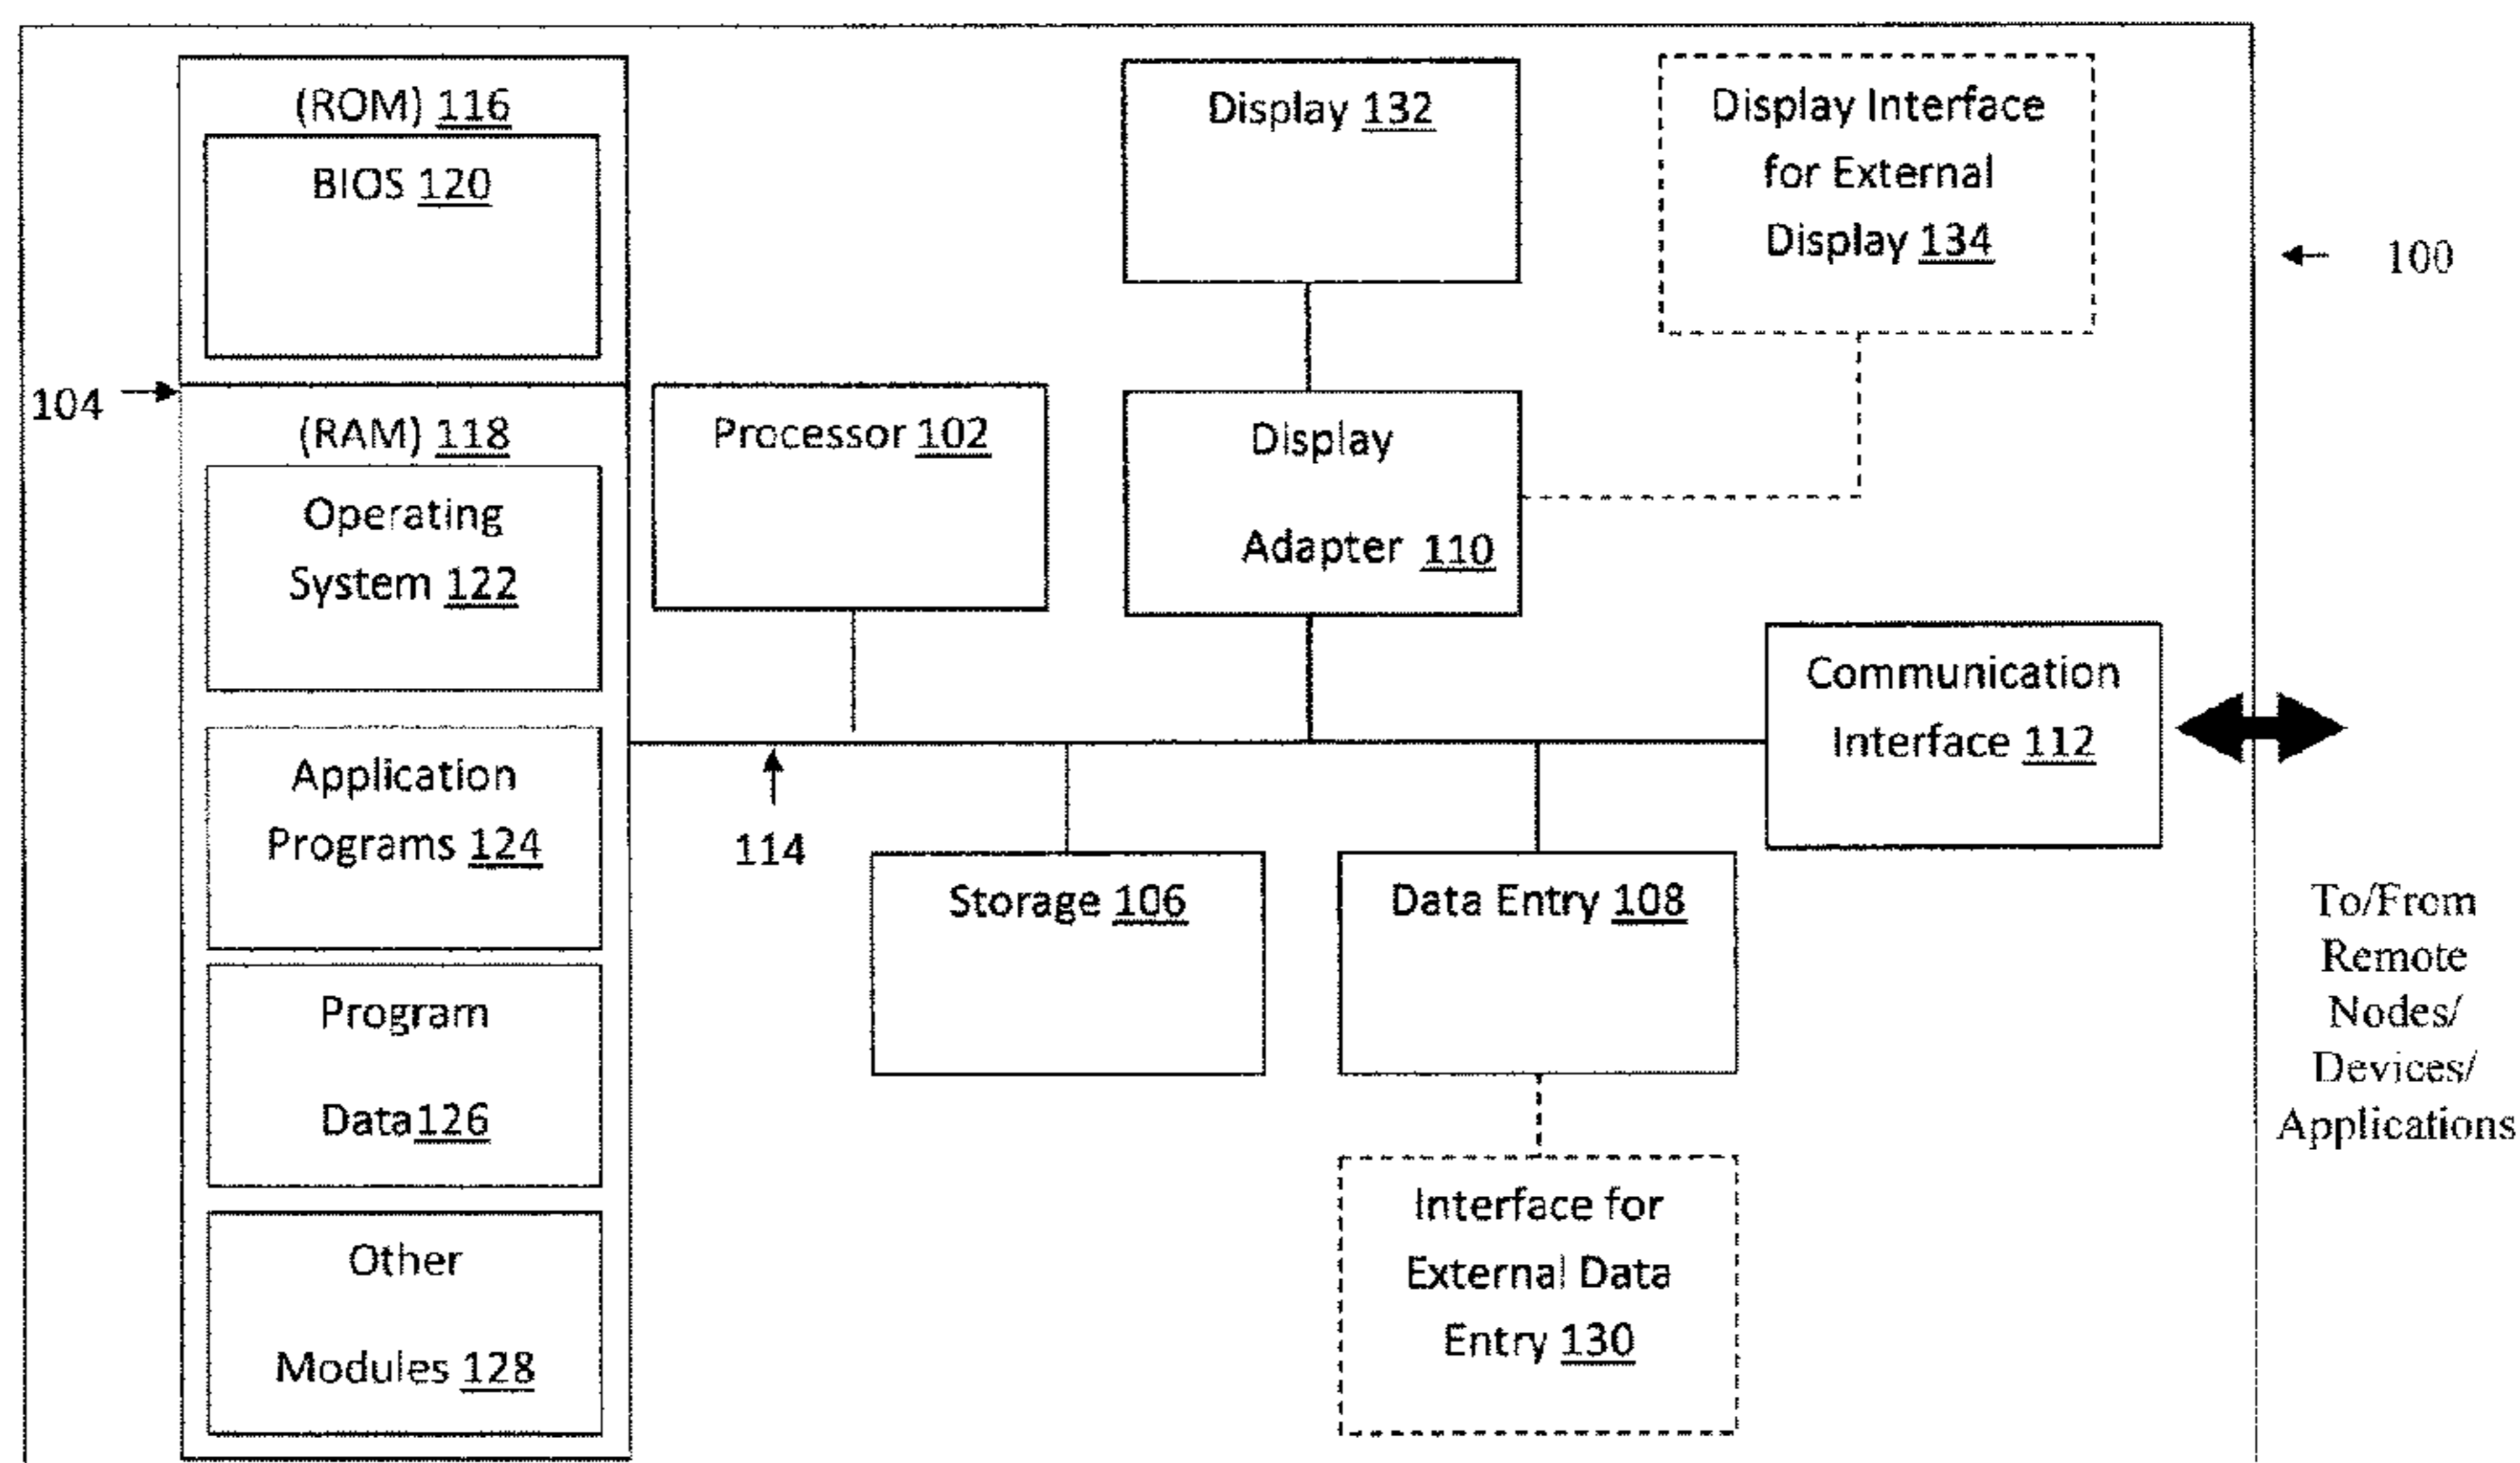 (ROM) 116
BIOS 120
104
(RAM) 118
Operating
System 122
Application
Programs 124
Program
Data126
Other
Modules 128
Processor 102
Display 132
Display Interface
for External
Display 134
100
Display
Adapter 110
Communication
Interface 112
114
Storage 106
Data Entry 108
Interface for
External Data
Entry 130
To/From
Remote
Nodes/
Devices/
Applications